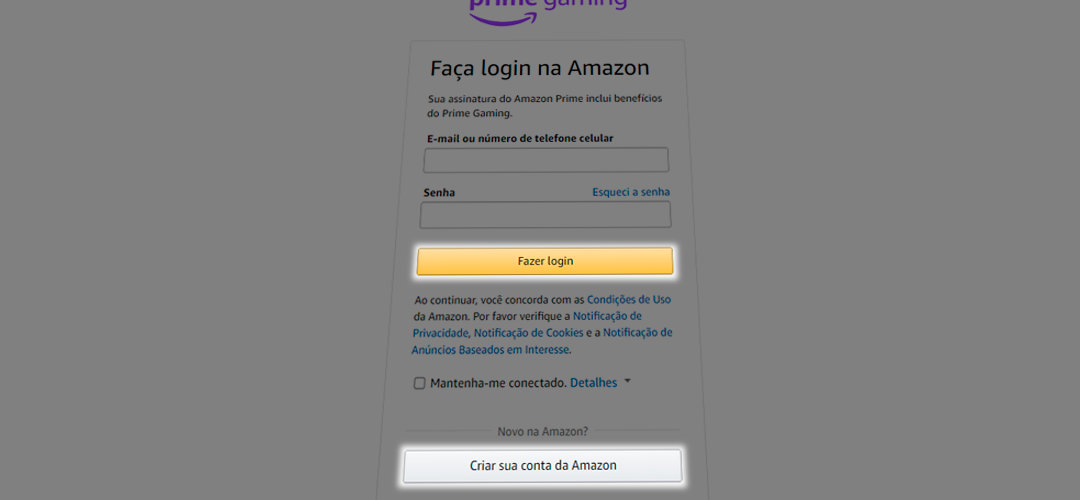 prime gaming
Faça login na Amazon
Sua assinatura do Amazon Prime inclui benefícios
do Prime Gaming.
E-mail ou número de telefone celular
Senha Esqueci a senha
Fazer login
Ao continuar, você concorda com as Condições de Uso
da Amazon. Por favor verifique a Notificação de
Privacidade, Notificação de Cookies e a Notificação de
Anúncios Baseados em Interesse.
Mantenha-me conectado. Detalhes
Novo na Amazon?
Criar sua conta da Amazon